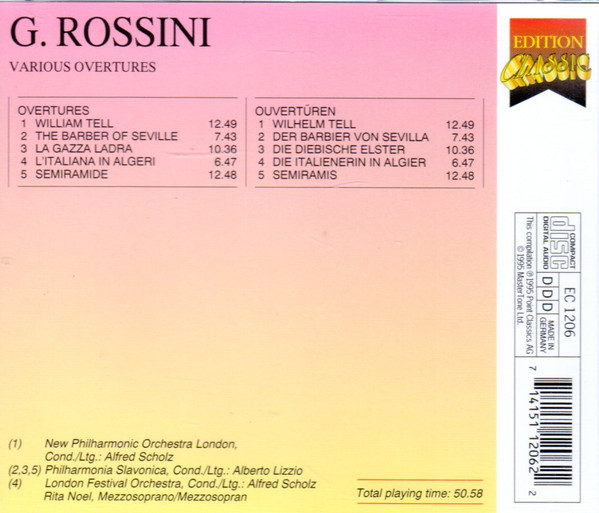 G. ROSSINI
VARIOUS OVERTURES
OVERTURES
1 WILLIAM TELL 12.49
2 THE BARBER OF SEVILLE 7.43
3 LA GAZZA LADRA 10.36
4 L'ITALIANA IN ALGERI 6.47
5 SEMIRAMIDE 12.48
OUVERTÜREN
1 WILHELM TELL 12.49
2 DER BARBIER VON SEVILLA 7.43
3 DIE DIEBISCHE ELSTER 10.36
4 DIE ITALIENERIN IN ALGIER 6.47
5 SEMIRAMIS 12.48
(1) New Philharmonic Orchestra London,
Cond./Ltg.: Alfred Scholz
(2,3,5) Philharmonia Slavonica, Cond./Ltg.: Alberto Lizzio
(4) London Festival Orchestra, Cond./Ltg.: Alfred Scholz
Rita Noel, Mezzosoprano/Mezzosopran
Total playing time: 50.58
EDITION
CLASSIC
COMPACT
disc
DIGITAL AUDIO
DDD
MADE IN
GERMANY
EC 1206
This compilation ℗1995 Point Classics AG
©1995 MasterTone Ltd.
7 14151 12062 2